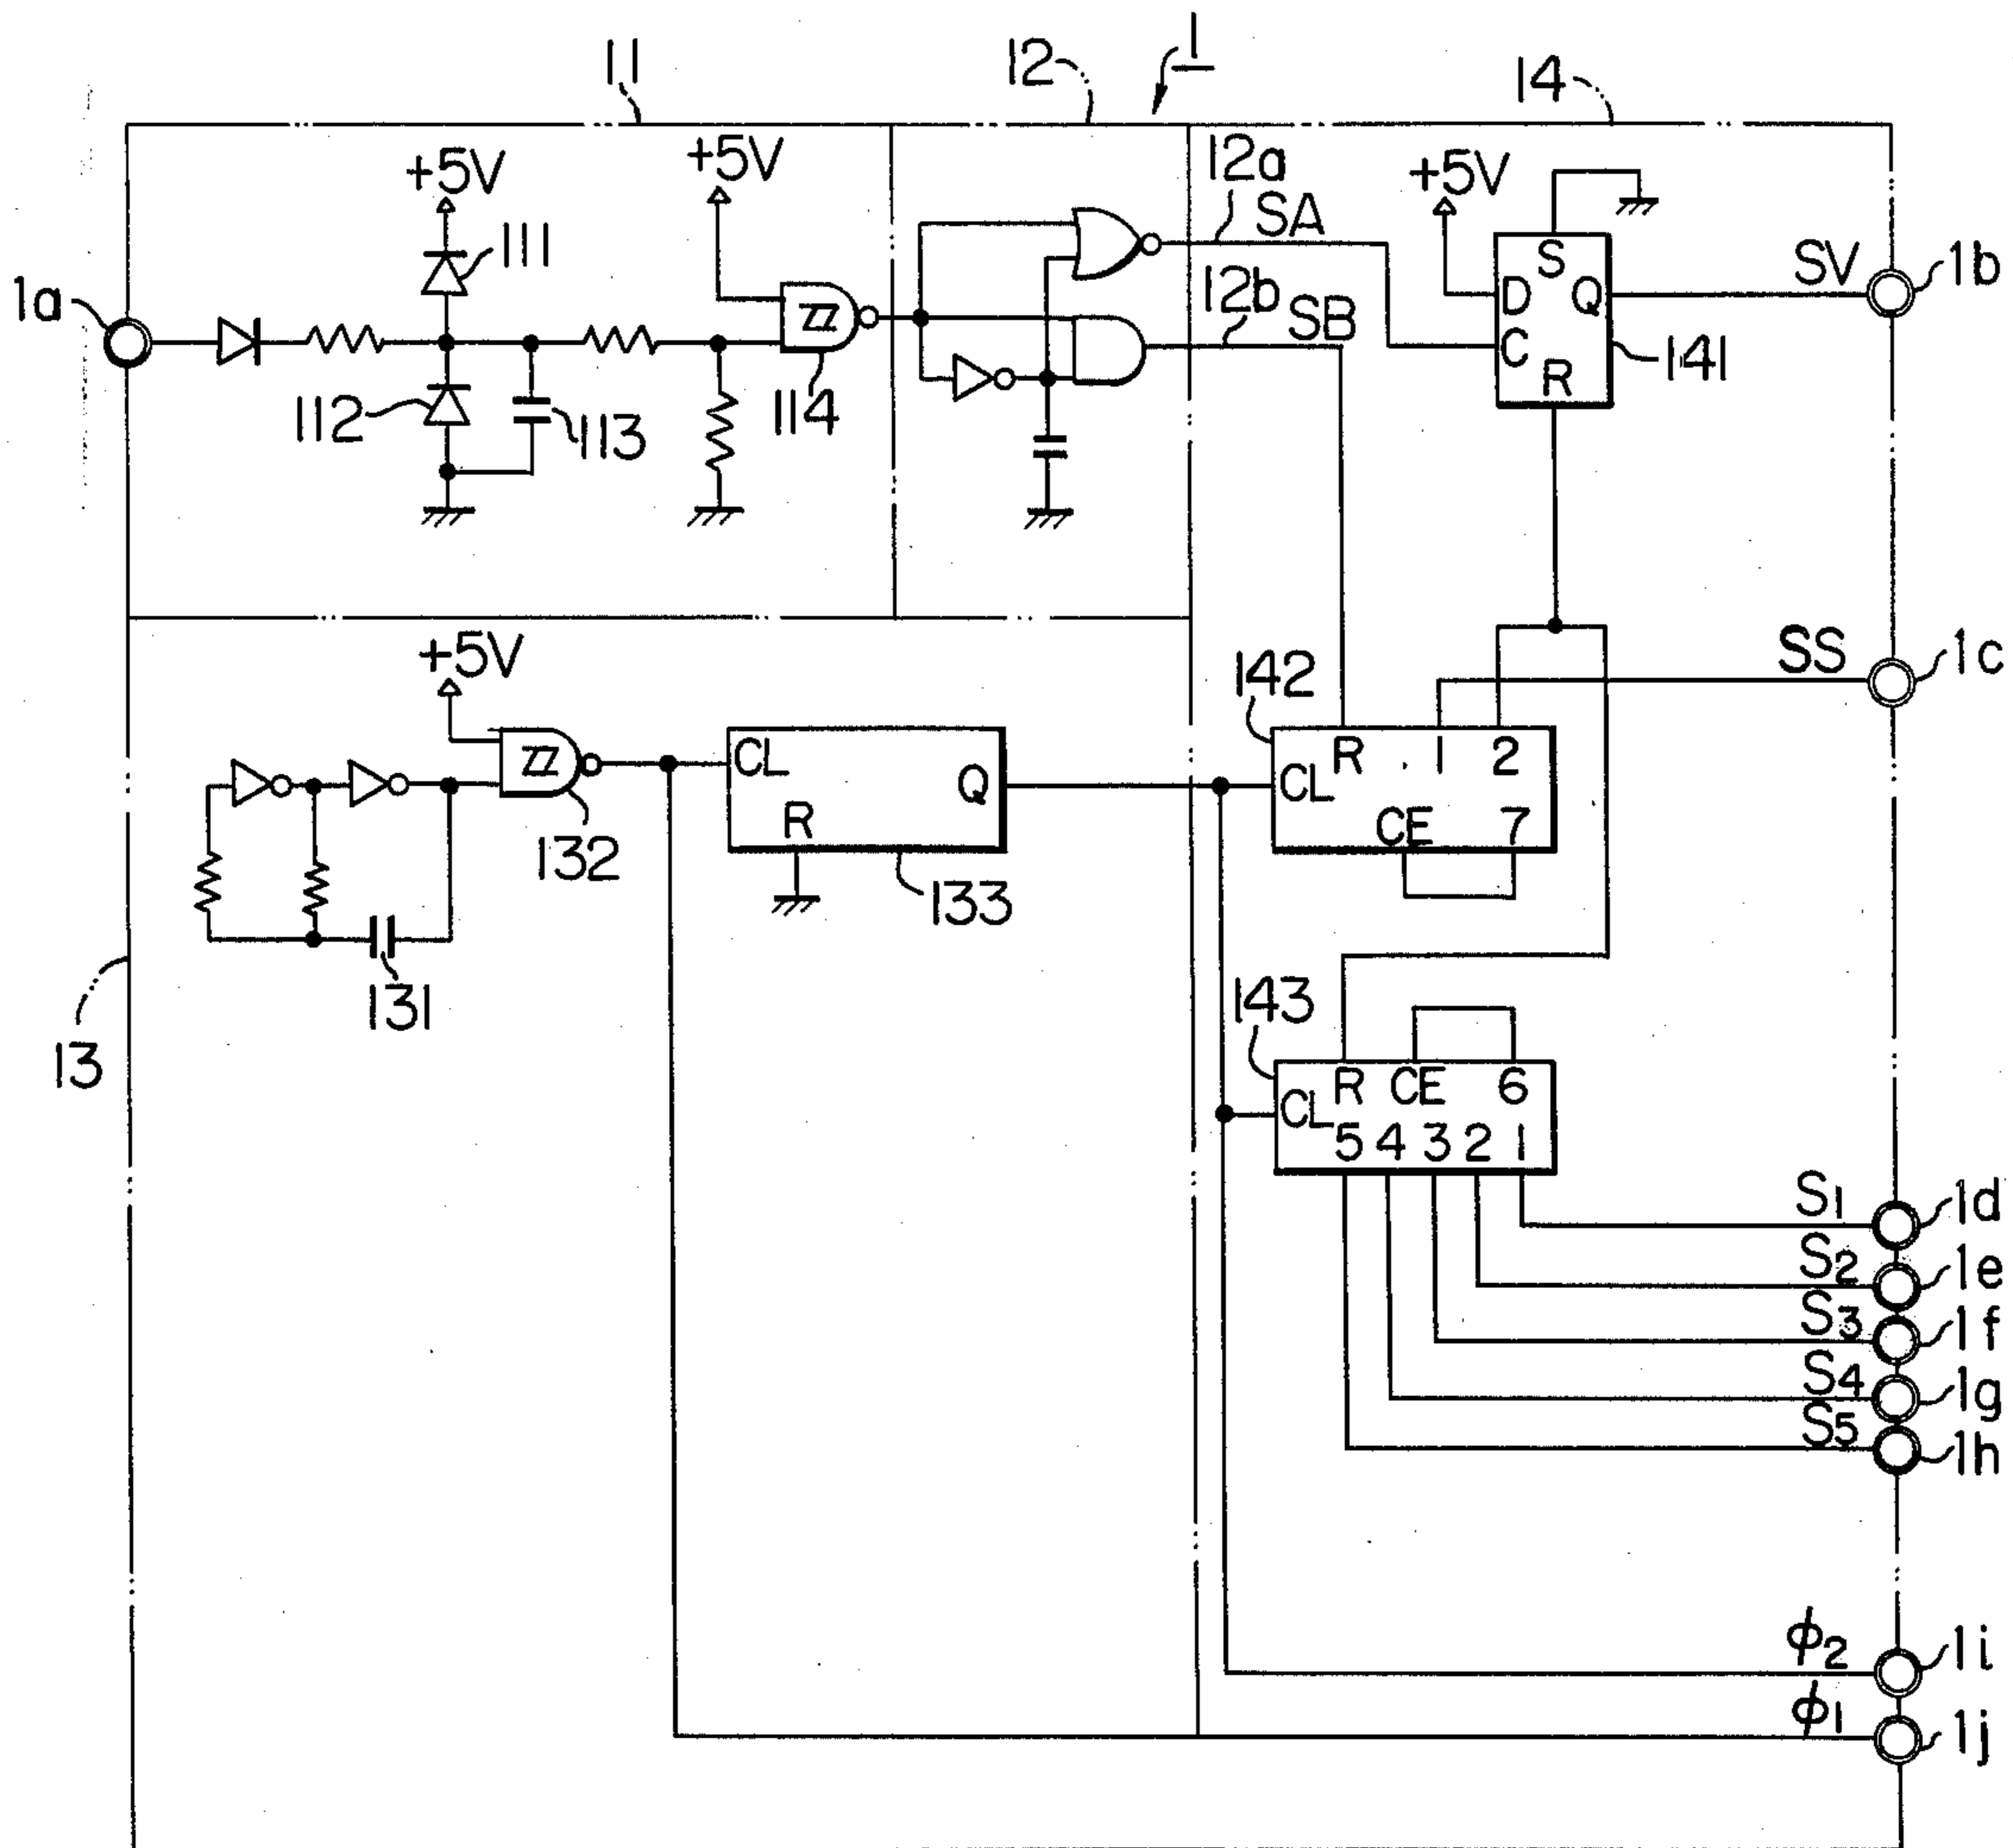 11
12
1
14
+5V
+5V
12a
SA
+5V
111
1a
12b
SB
S
D
Q
SV
1b
C
R
141
112
113
114
+5V
SS
1c
142
CL
Q
R
R
1
2
CL
CE
7
132
133
131
13
143
R
CE
6
CL
5
4
3
2
1
S1
1d
S2
1e
S3
1f
S4
1g
S5
1h
ϕ2
1i
ϕ1
1j